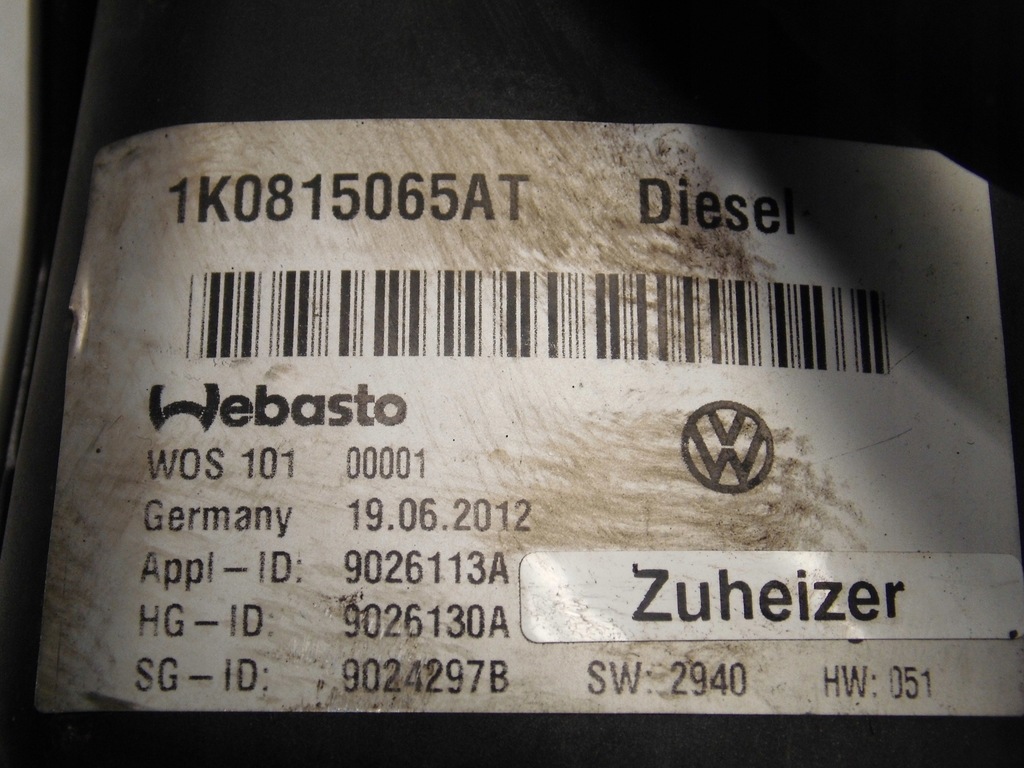 1K0815065AT Diesel
Webasto
WOS 101 00001
Germany 19.06.2012
Appl-ID: 9026113A
HG-ID: 9026130A
Zuheizer
SG-ID: 9024297B SW: 2940 HW: 051